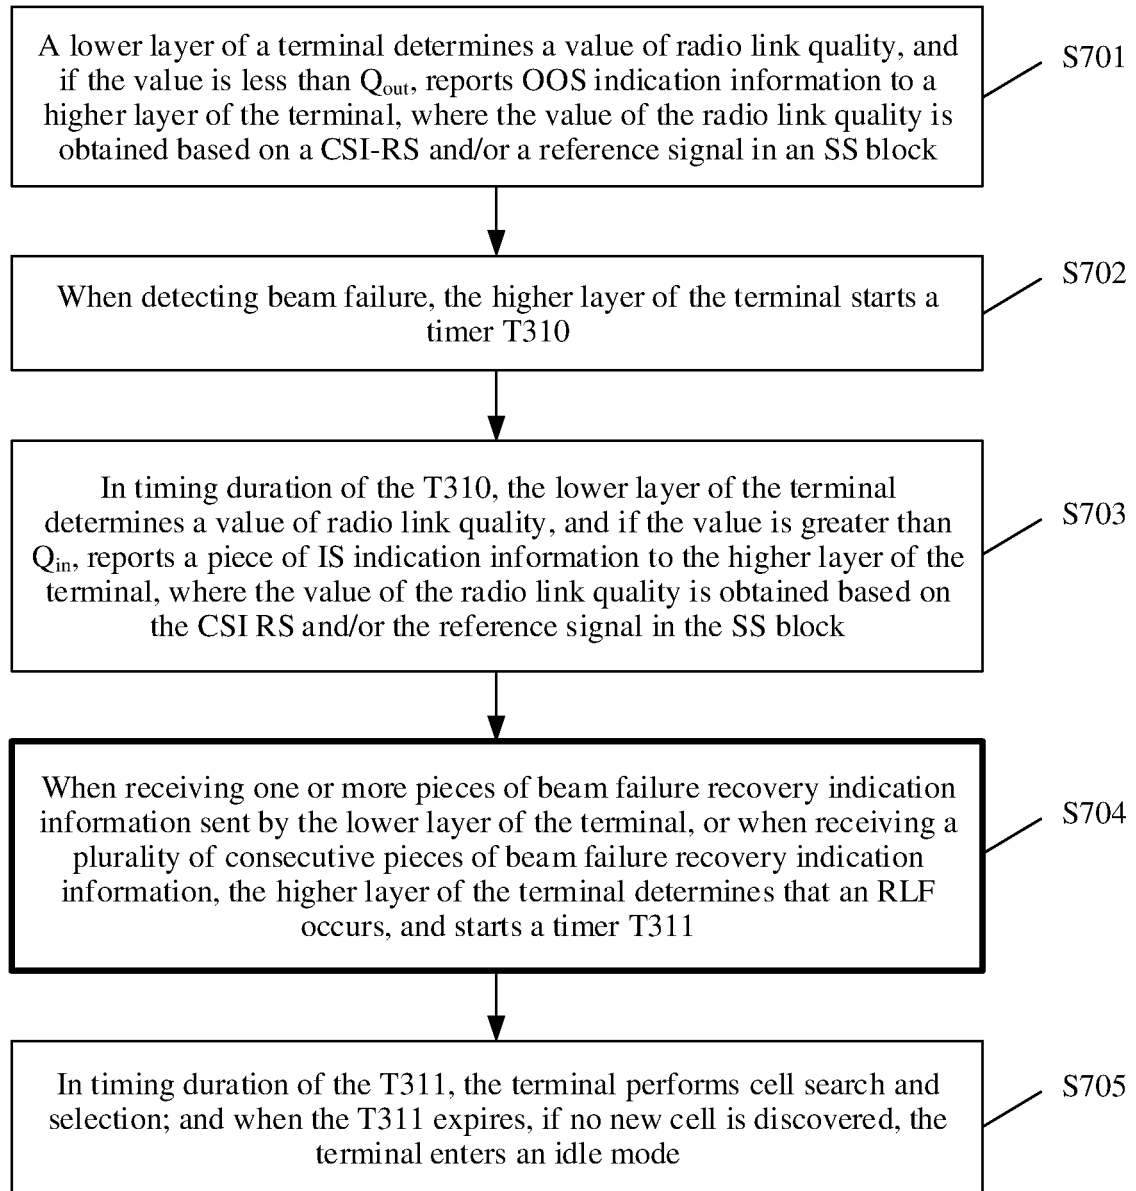 A lower layer of a terminal determines a value of radio link quality, and
if the value is less than Qout, reports OOS indication information to a
higher layer of the terminal, where the value of the radio link quality is
obtained based on a CSI-RS and/or a reference signal in an SS block
S701
When detecting beam failure, the higher layer of the terminal starts a
timer T310
S702
In timing duration of the T310, the lower layer of the terminal
determines a value of radio link quality, and if the value is greater than
Qin, reports a piece of IS indication information to the higher layer of the
terminal, where the value of the radio link quality is obtained based on
the CSI RS and/or the reference signal in the SS block
S703
When receiving one or more pieces of beam failure recovery indication
information sent by the lower layer of the terminal, or when receiving a
plurality of consecutive pieces of beam failure recovery indication
information, the higher layer of the terminal determines that an RLF
occurs, and starts a timer T311
S704
In timing duration of the T311, the terminal performs cell search and
selection; and when the T311 expires, if no new cell is discovered, the
terminal enters an idle mode
S705